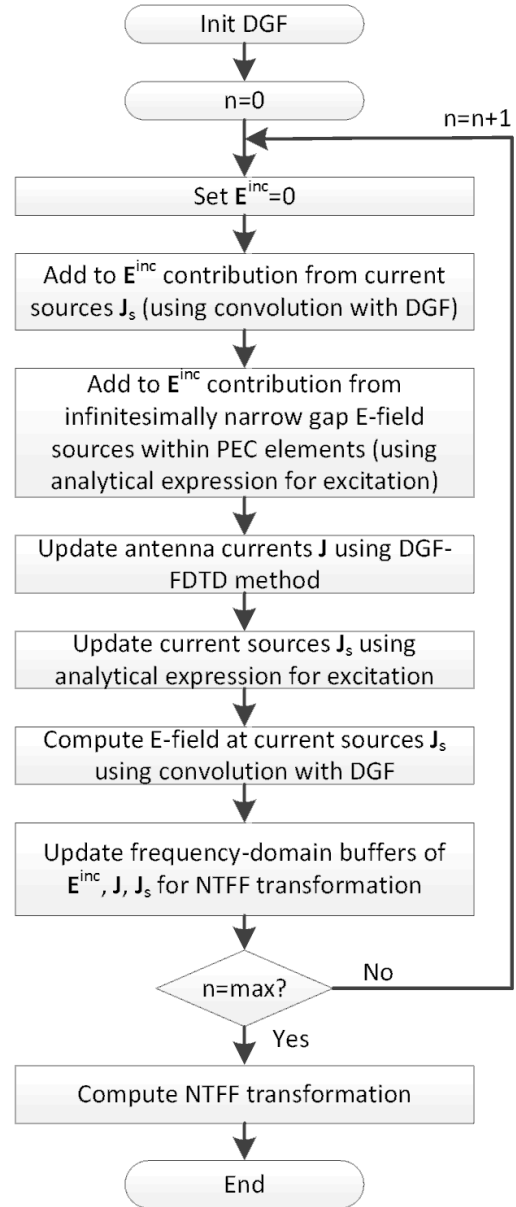 Init DGF
n=0
n=n+1
Set E^inc=0
Add to E^inc contribution from current
sources J_s (using convolution with DGF)
Add to E^inc contribution from
infinitesimally narrow gap E-field
sources within PEC elements (using
analytical expression for excitation)
Update antenna currents J using DGF-
FDTD method
Update current sources J_s using
analytical expression for excitation
Compute E-field at current sources J_s
using convolution with DGF
Update frequency-domain buffers of
E^inc, J, J_s for NTFF transformation
n=max?
No
Yes
Compute NTFF transformation
End